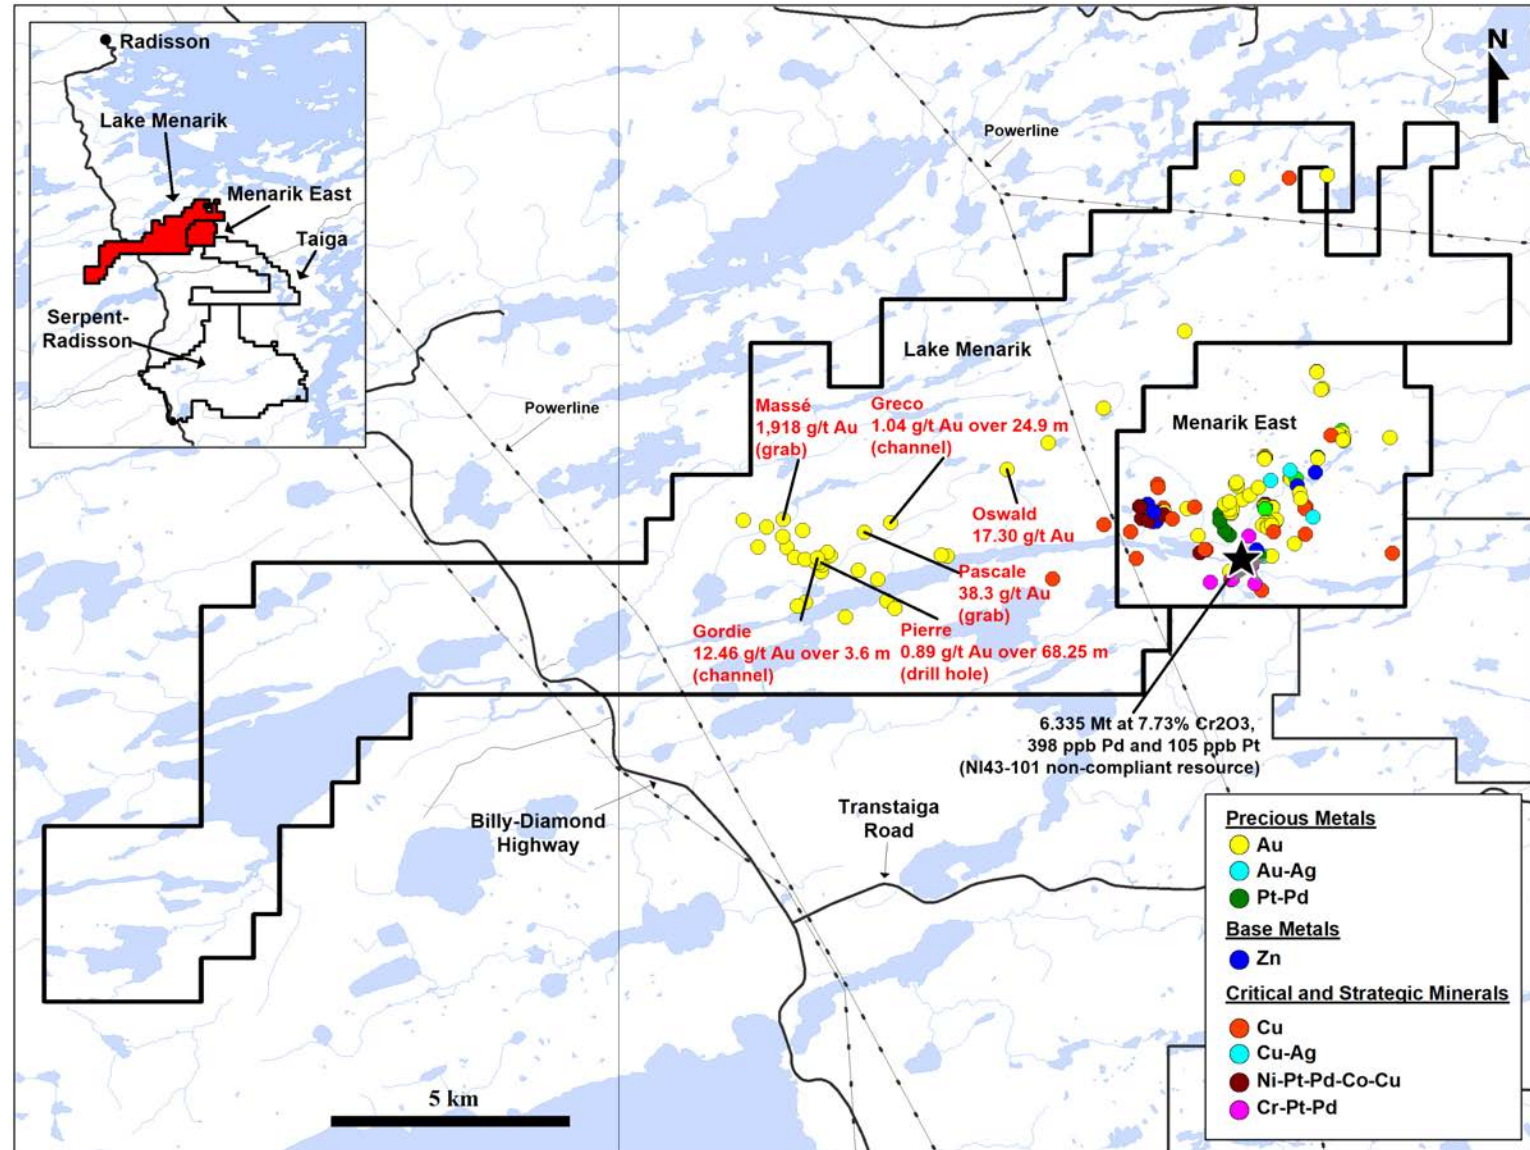 Radisson
Lake Menarik
Menarik East
Taiga
Serpent-
Radisson
N
Powerline
Lake Menarik
Menarik East
Powerline
Massé
1,918 g/t Au
(grab)
Greco
1.04 g/t Au over 24.9 m
(channel)
Oswald
17.30 g/t Au
Pascale
38.3 g/t Au
(grab)
Gordie
12.46 g/t Au over 3.6 m
(channel)
Pierre
0.89 g/t Au over 68.25 m
(drill hole)
6.335 Mt at 7.73% Cr2O3,
398 ppb Pd and 105 ppb Pt
(NI43-101 non-compliant resource)
Billy-Diamond
Highway
Transtaiga
Road
5 km
Precious Metals
Au
Au-Ag
Pt-Pd
Base Metals
Zn
Critical and Strategic Minerals
Cu
Cu-Ag
Ni-Pt-Pd-Co-Cu
Cr-Pt-Pd